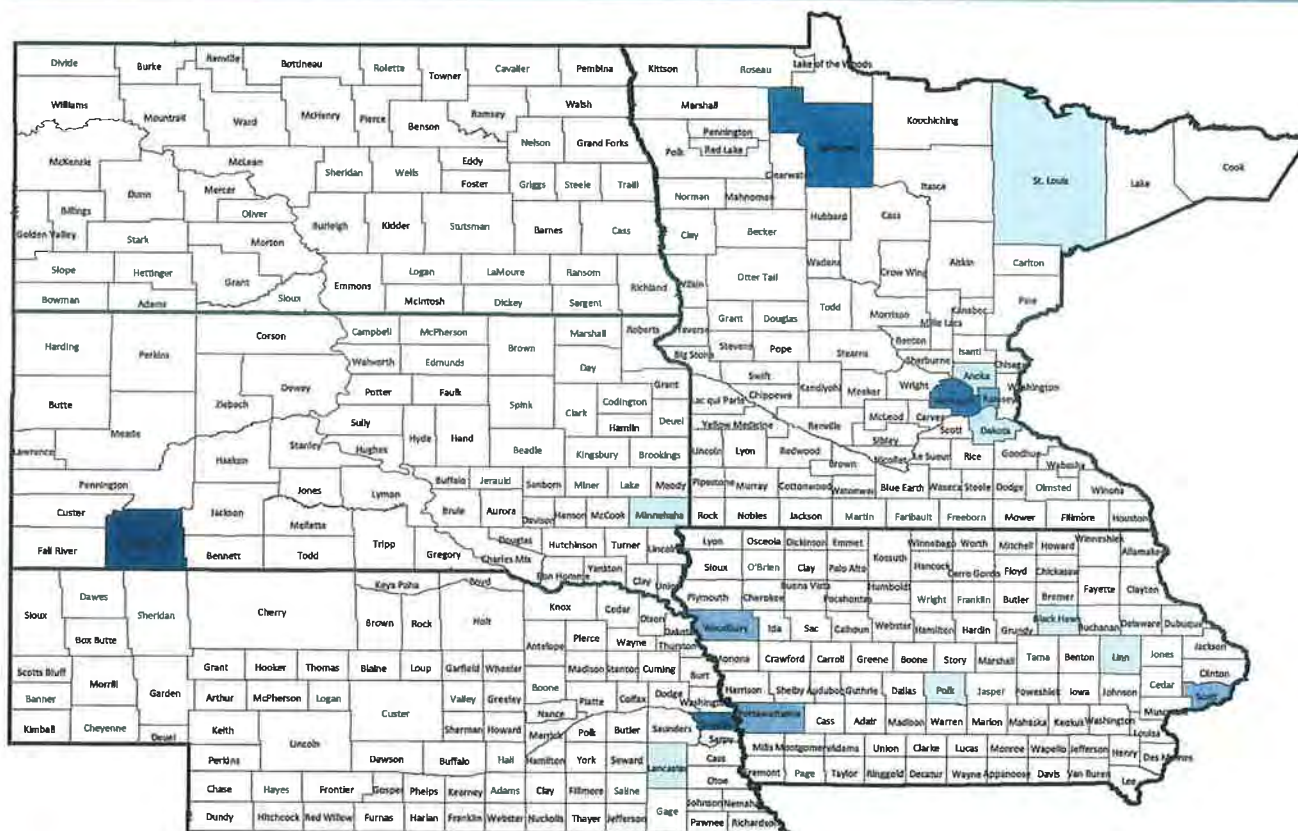 Divide Burke Renville Bottineau Rolette Towner Cavalier Pembina Kittson Roseau Lake of the Woods
Williams Mountrail Ward McHenry Pierce Benson Ramsey Walsh Marshall Koochiching
Pennington Nelson Grand Forks Polk Red Lake St. Louis Lake Cook
McKenzie McLean Sheridan Wells Eddy Foster Griggs Steele Traill Clearwater Itasca
Dunn Mercer Norman Mahnomen
Billings Oliver Burleigh Kidder Stutsman Barnes Cass Hubbard Cass
Golden Valley Stark Morton Clay Becker
Slope Hettinger Grant Logan LaMoure Ransom Richland Wilkin Otter Tail Wadena Crow Wing Aitkin Carlton
Bowman Adams Sioux Emmons McIntosh Dickey Sargent Todd Pine
Harding Perkins Corson Campbell McPherson Brown Marshall Roberts Traverse Grant Douglas Morrison Mille Lacs Kanabec
Walworth Edmunds Day Big Stone Stevens Pope Stearns Benton Sherburne Isanti Chisago
Butte Ziebach Dewey Potter Faulk Spink Clark Codington Grant Swift Kandiyohi Meeker Wright Anoka Washington
Meade Sully Hyde Hand Hamlin Deuel Lac qui Parle Chippewa McLeod Carver Ramsey
Lawrence Haakon Stanley Hughes Beadle Kingsbury Brookings Yellow Medicine Renville Sibley Scott Dakota
Lincoln Lyon Redwood Brown Nicollet Le Sueur Rice Goodhue Wabasha
Pennington Jones Lyman Buffalo Jerauld Sanborn Miner Lake Moody Pipestone Murray Cottonwood Watonwan Blue Earth Waseca Steele Dodge Olmsted Winona
Custer Jackson Mellette Brule Aurora Davison Hanson McCook Minnehaha Rock Nobles Jackson Martin Faribault Freeborn Mower Fillmore Houston
Fall River Bennett Todd Tripp Gregory Douglas Hutchinson Turner Lincoln Lyon Osceola Dickinson Emmet Kossuth Winnebago Worth Mitchell Howard Winneshiek Allamakee
Charles Mix Bon Homme Yankton Clay Union Sioux O'Brien Clay Palo Alto Hancock Cerro Gordo Floyd Chickasaw
Sioux Dawes Sheridan Cherry Keya Paha Boyd Knox Cedar Dixon Dakota Plymouth Cherokee Buena Vista Pocahontas Humboldt Wright Franklin Butler Bremer Fayette Clayton
Box Butte Brown Rock Holt Antelope Pierce Wayne Thurston Woodbury Ida Sac Calhoun Webster Hamilton Hardin Grundy Black Hawk Buchanan Delaware Dubuque
Scotts Bluff Morrill Garden Grant Hooker Thomas Blaine Loup Garfield Wheeler Madison Stanton Cuming Burt Monona Crawford Carroll Greene Boone Story Marshall Tama Benton Linn Jones Jackson
Banner Arthur McPherson Logan Custer Valley Greeley Boone Nance Platte Colfax Dodge Washington Harrison Shelby Audubon Guthrie Dallas Polk Jasper Poweshiek Iowa Johnson Cedar Clinton Scott
Kimball Cheyenne Deuel Keith Lincoln Sherman Howard Merrick Polk Butler Saunders Sarpy Pottawattamie Cass Adair Madison Warren Marion Mahaska Keokuk Washington Louisa
Perkins Dawson Buffalo Hall Hamilton York Seward Lancaster Cass Otoe Mills Montgomery Adams Union Clarke Lucas Monroe Wapello Jefferson Henry Des Moines
Chase Hayes Frontier Gosper Phelps Kearney Adams Clay Fillmore Saline Gage Johnson Nemaha Fremont Page Taylor Ringgold Decatur Wayne Appanoose Davis Van Buren Lee
Dundy Hitchcock Red Willow Furnas Harlan Franklin Webster Nuckolls Thayer Jefferson Pawnee Richardson